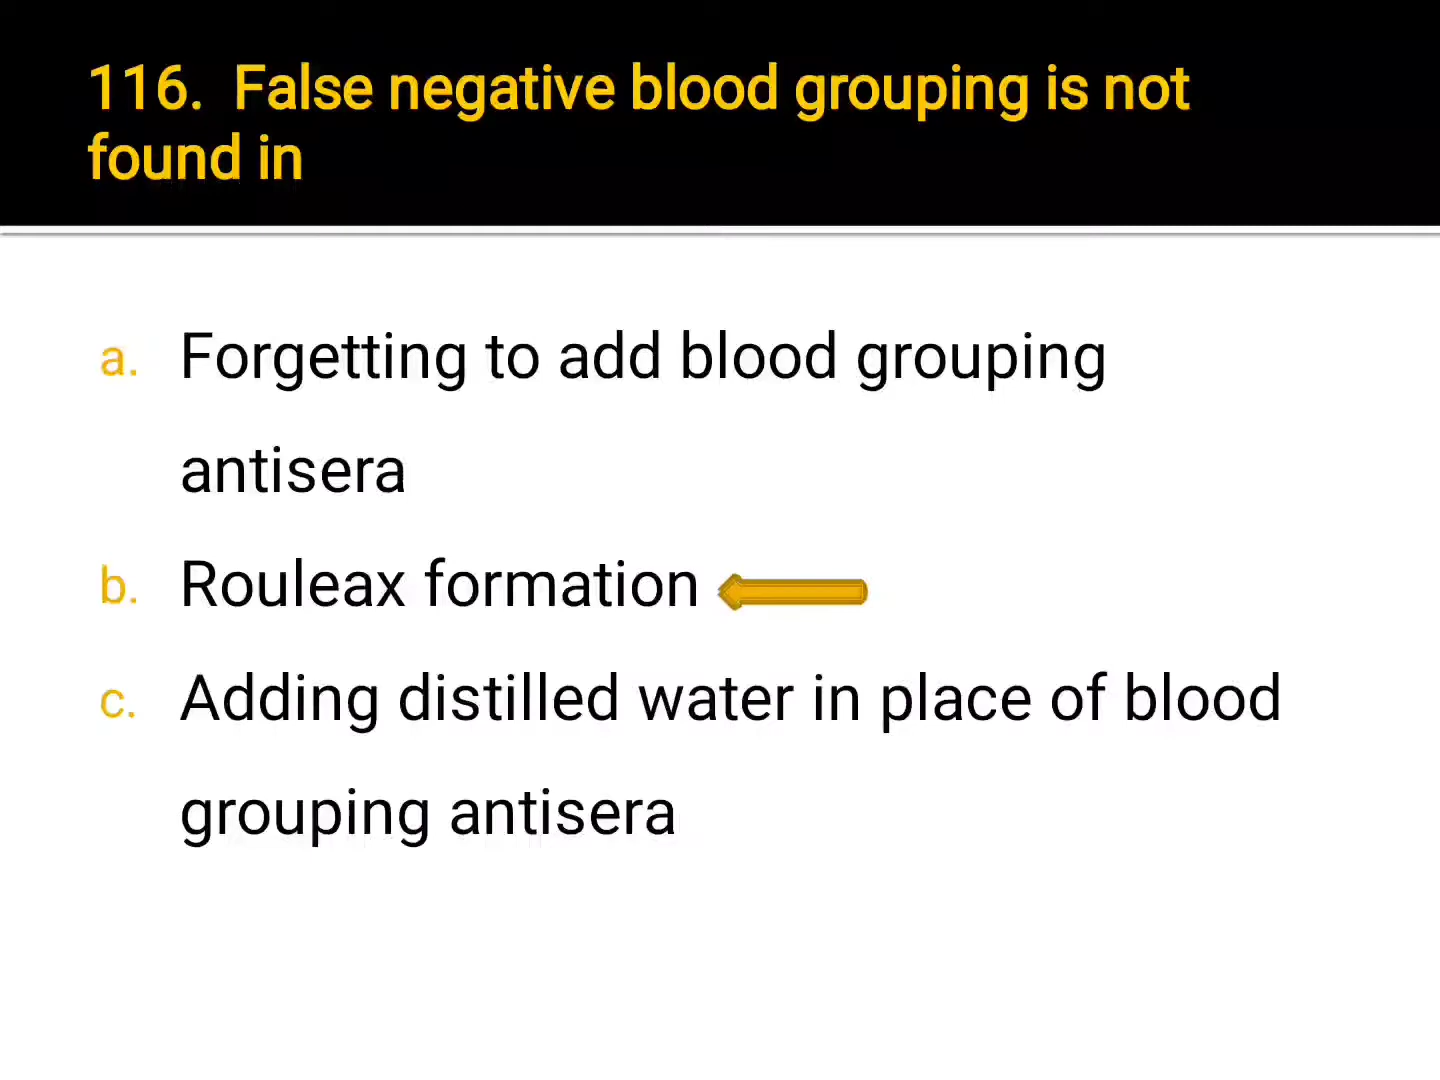 116. False negative blood grouping is not
found in
a. Forgetting to add blood grouping
antisera
b. Rouleax formation
c. Adding distilled water in place of blood
grouping antisera